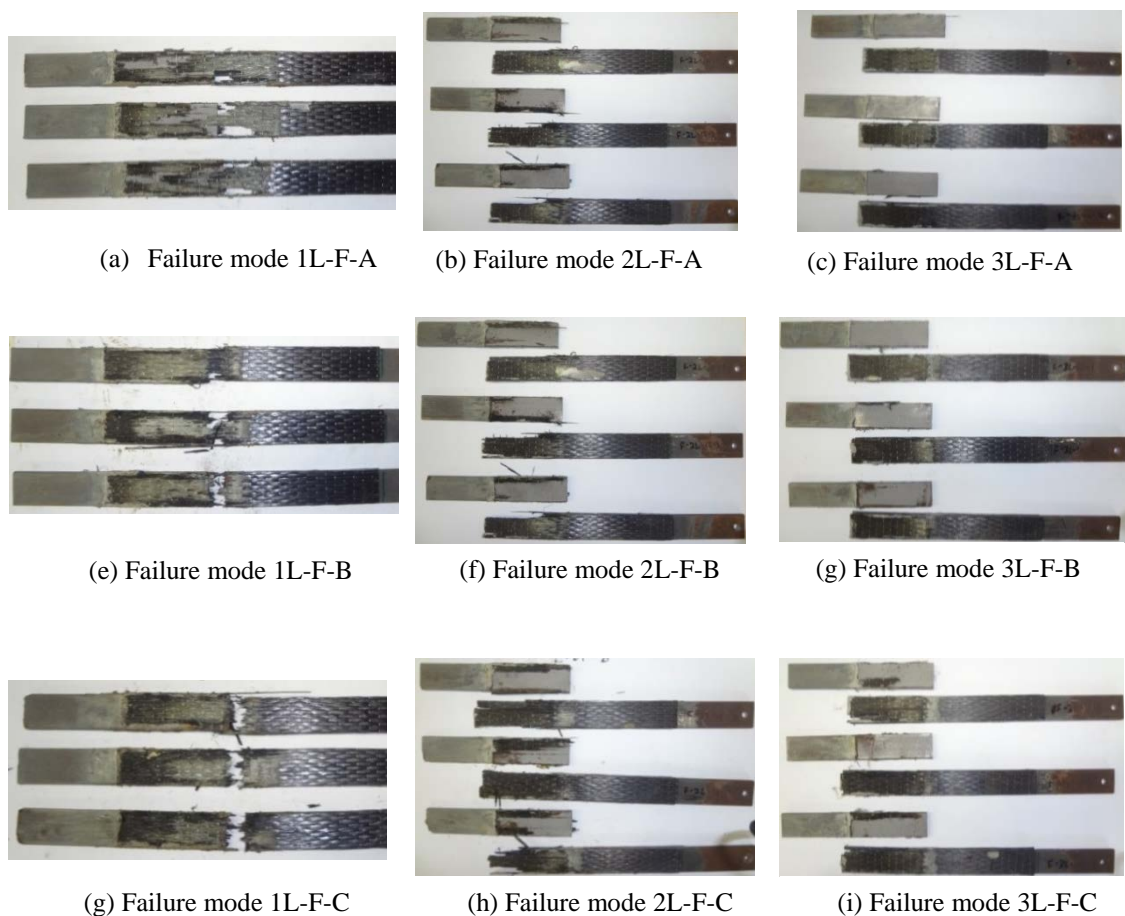 (a) Failure mode 1L-F-A
(b) Failure mode 2L-F-A
(c) Failure mode 3L-F-A
(e) Failure mode 1L-F-B
(f) Failure mode 2L-F-B
(g) Failure mode 3L-F-B
(g) Failure mode 1L-F-C
(h) Failure mode 2L-F-C
(i) Failure mode 3L-F-C